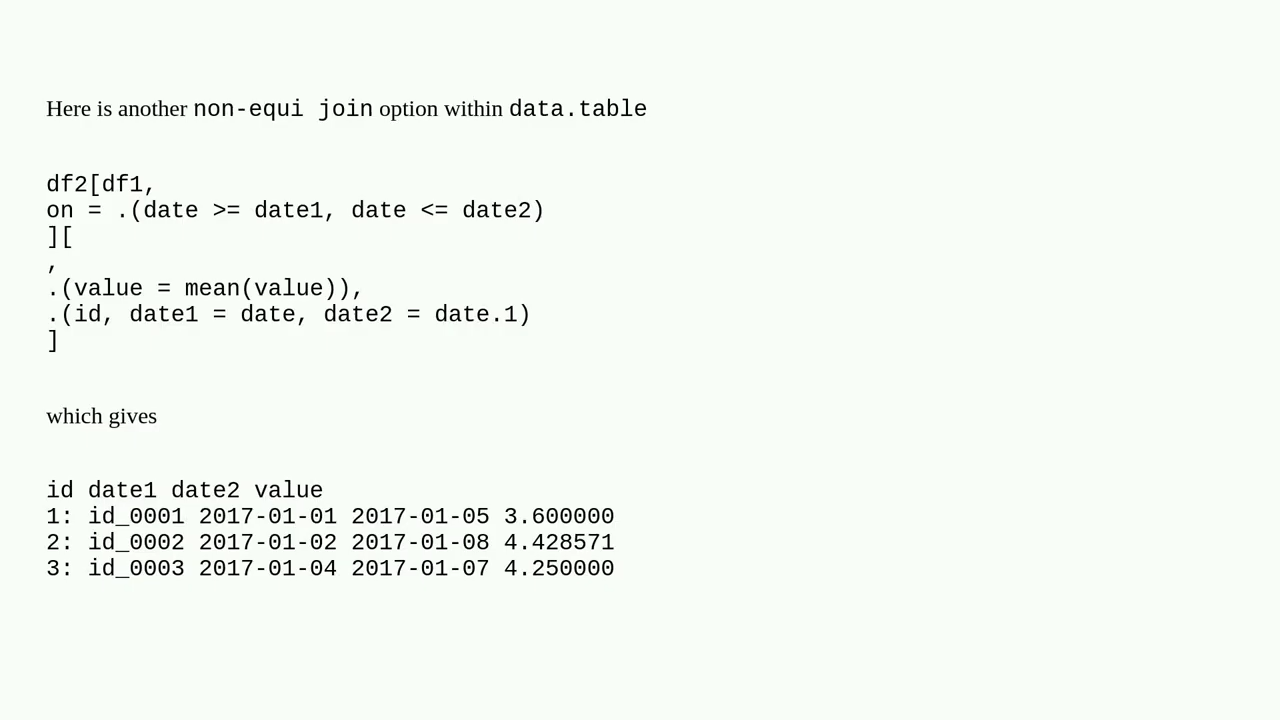 Here is another non-equi join option within data.table
df2[df1,
on = .(date >= date1, date <= date2)
][
,
.(value = mean(value)),
.(id, date1 = date, date2 = date.1)
]
which gives
id date1 date2 value
1: id_0001 2017-01-01 2017-01-05 3.600000
2: id_0002 2017-01-02 2017-01-08 4.428571
3: id_0003 2017-01-04 2017-01-07 4.250000